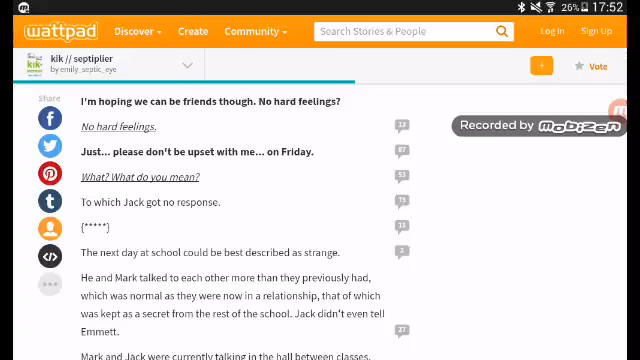 26% 17:52
wattpad
Discover
Create
Community
Search Stories & People
Log In
Sign Up
kik // septiplier
by emily_septic_eye
+
Vote
Share
I'm hoping we can be friends though. No hard feelings?
No hard feelings.
13
Recorded by mobizen
Just... please don't be upset with me... on Friday.
87
What? What do you mean?
53
To which Jack got no response.
73
{*****}
The next day at school could be best described as strange.
He and Mark talked to each other more than they previously had,
which was normal as they were now in a relationship, that of which
was kept as a secret from the rest of the school. Jack didn't even tell
Emmett.
27
Mark and Jack were currently talking in the hall between classes,